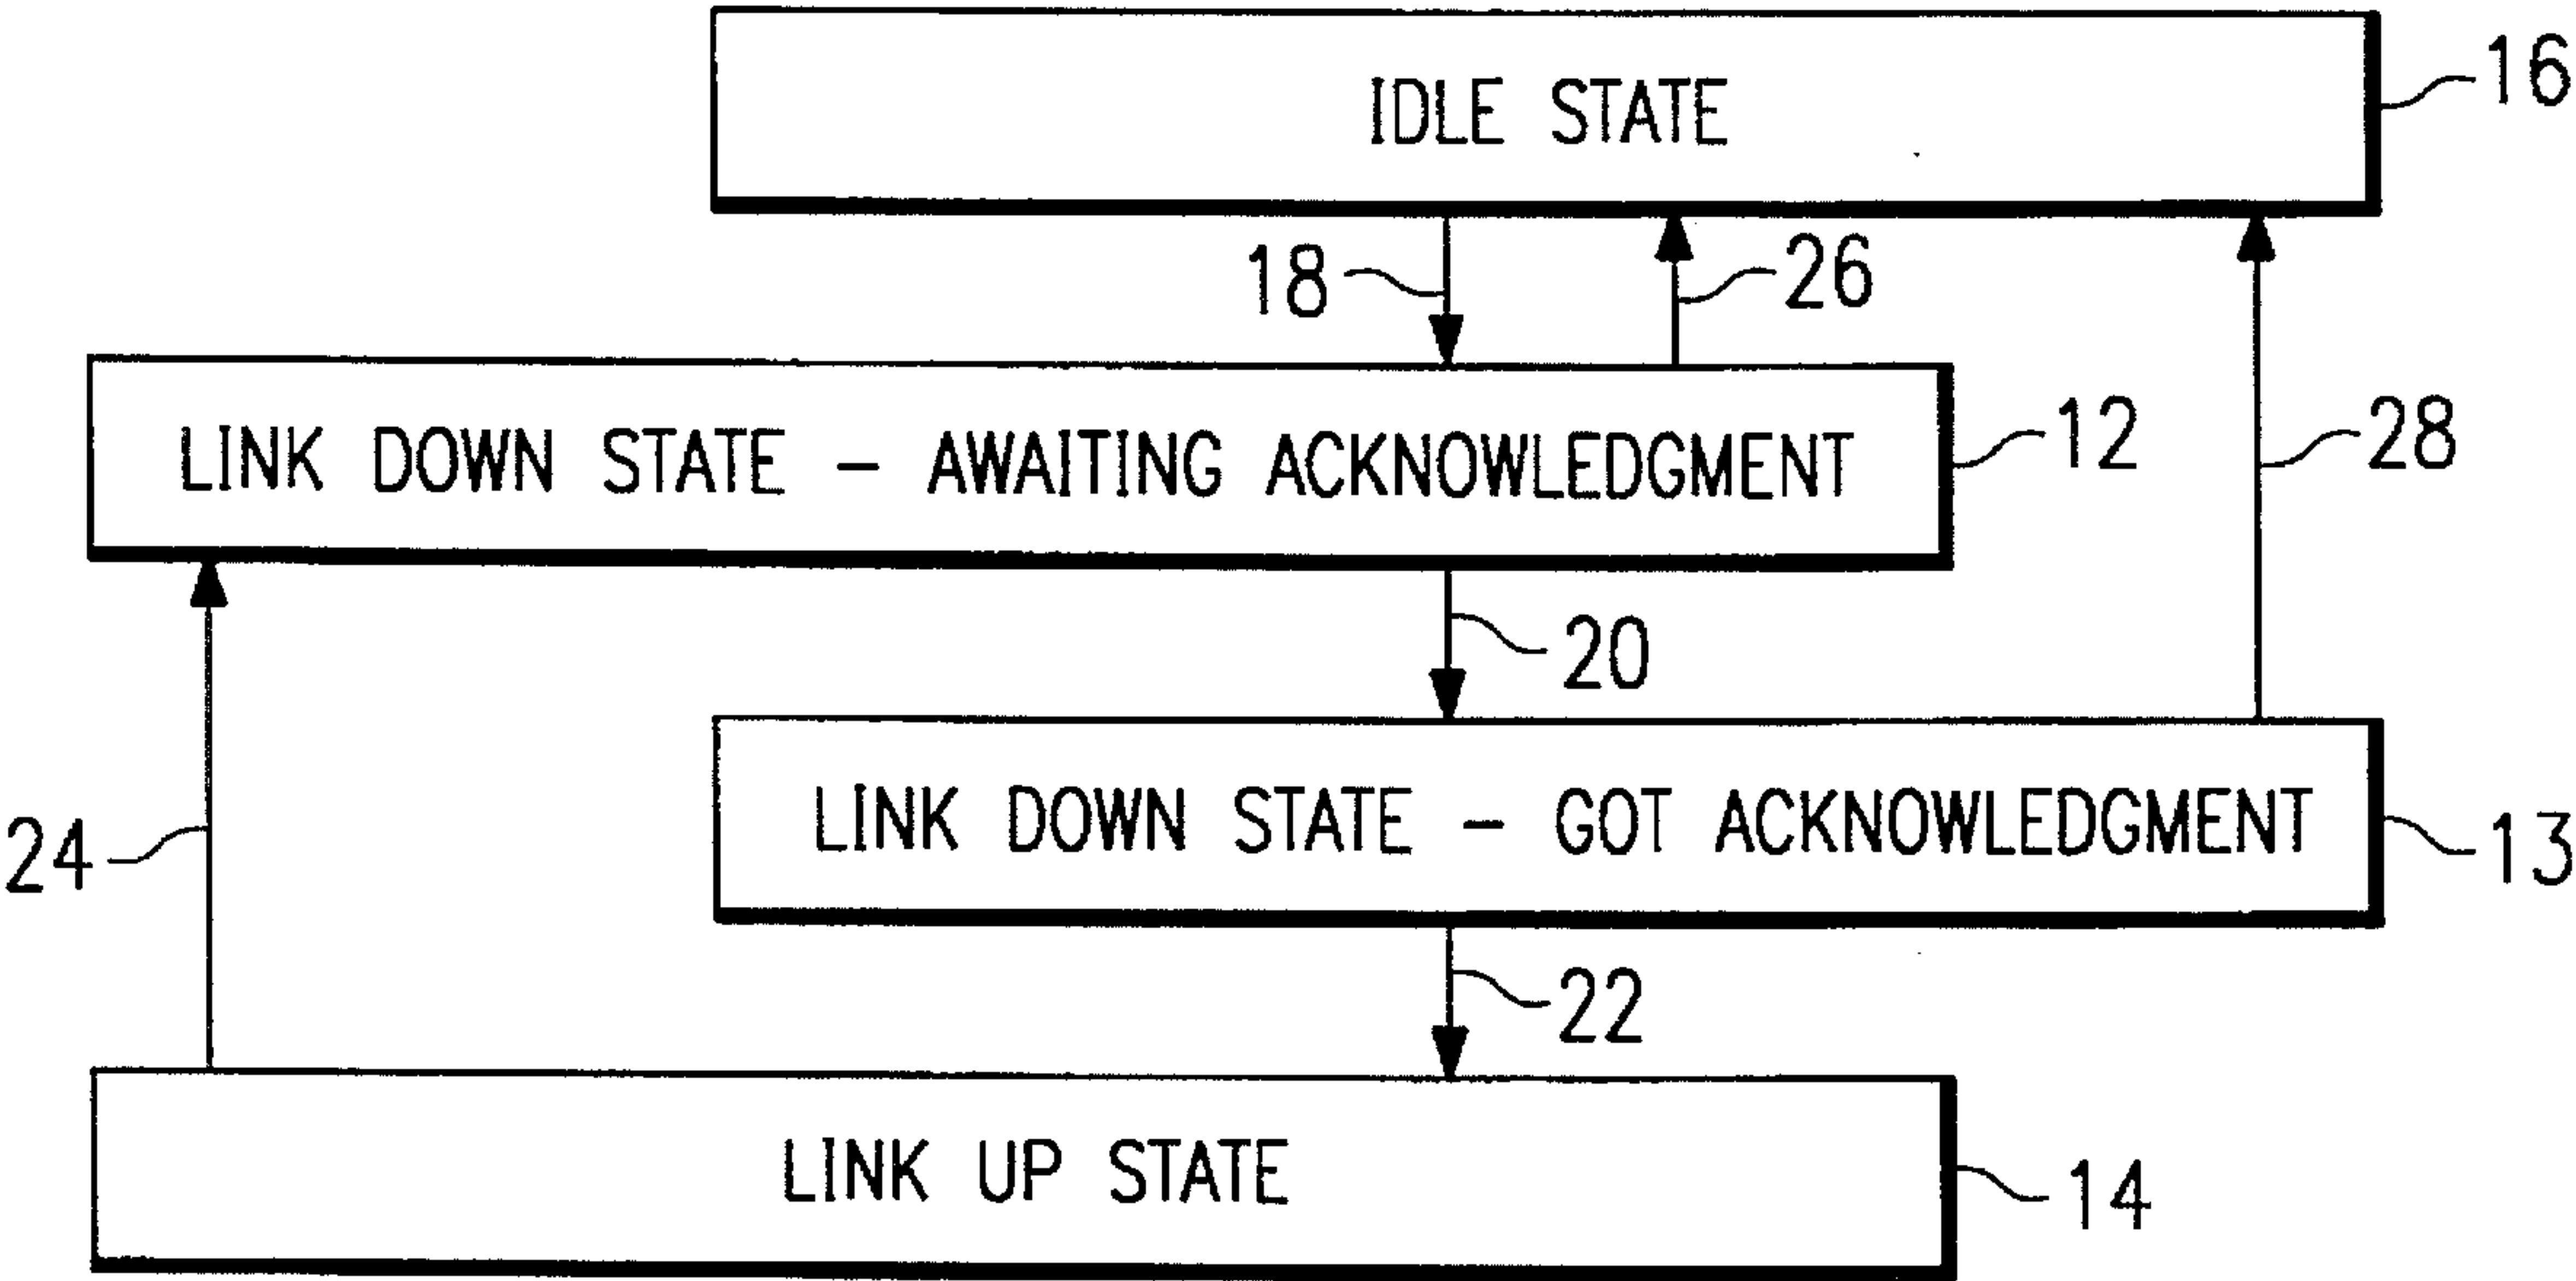 IDLE STATE
16
18
26
LINK DOWN STATE - AWAITING ACKNOWLEDGMENT
12
28
20
LINK DOWN STATE - GOT ACKNOWLEDGMENT
13
24
22
LINK UP STATE
14